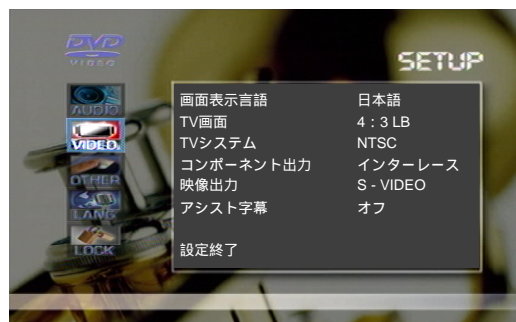 DVD
VIDEO
SETUP
AUDIO
VIDEO
OTHER
LANG
LOCK
画面表示言語 日本語
TV画面 4 : 3 LB
TVシステム NTSC
コンポーネント出力 インターレース
映像出力 S - VIDEO
アシスト字幕 オフ
設定終了